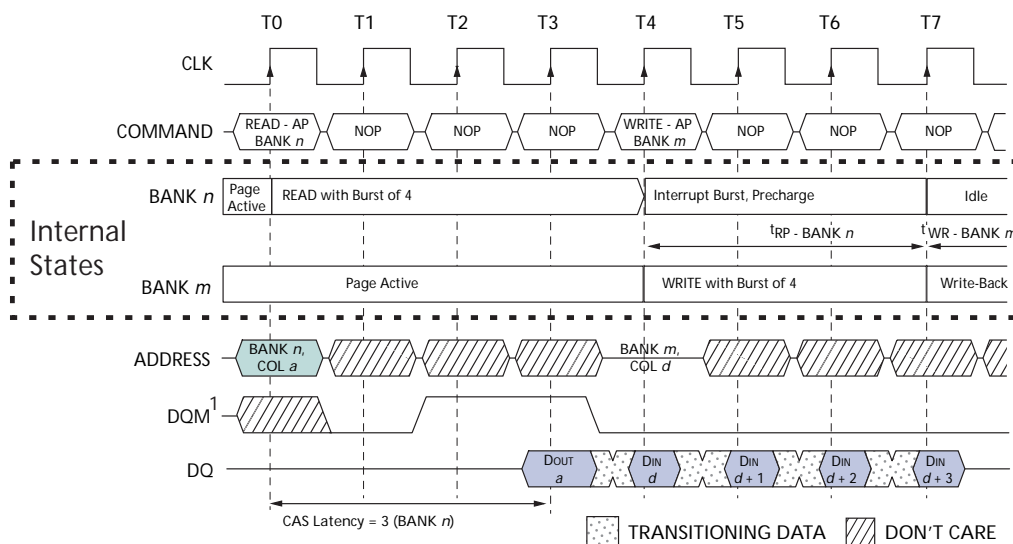 T0 T1 T2 T3 T4 T5 T6 T7
CLK
COMMAND
READ - AP
BANK n
NOP
NOP
NOP
WRITE - AP
BANK m
NOP
NOP
NOP
Internal
States
BANK n
Page
Active
READ with Burst of 4
Interrupt Burst, Precharge
Idle
tRP - BANK n
tWR - BANK m
BANK m
Page Active
WRITE with Burst of 4
Write-Back
ADDRESS
BANK n,
COL a
BANK m,
COL d
DQM1
DQ
DOUT
a
DIN
d
DIN
d + 1
DIN
d + 2
DIN
d + 3
CAS Latency = 3 (BANK n)
TRANSITIONING DATA
DON'T CARE